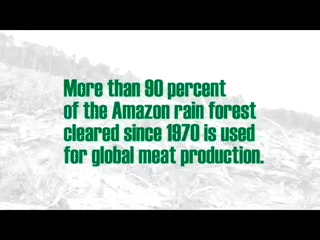 More than 90 percent
of the Amazon rain forest
cleared since 1970 is used
for global meat production.